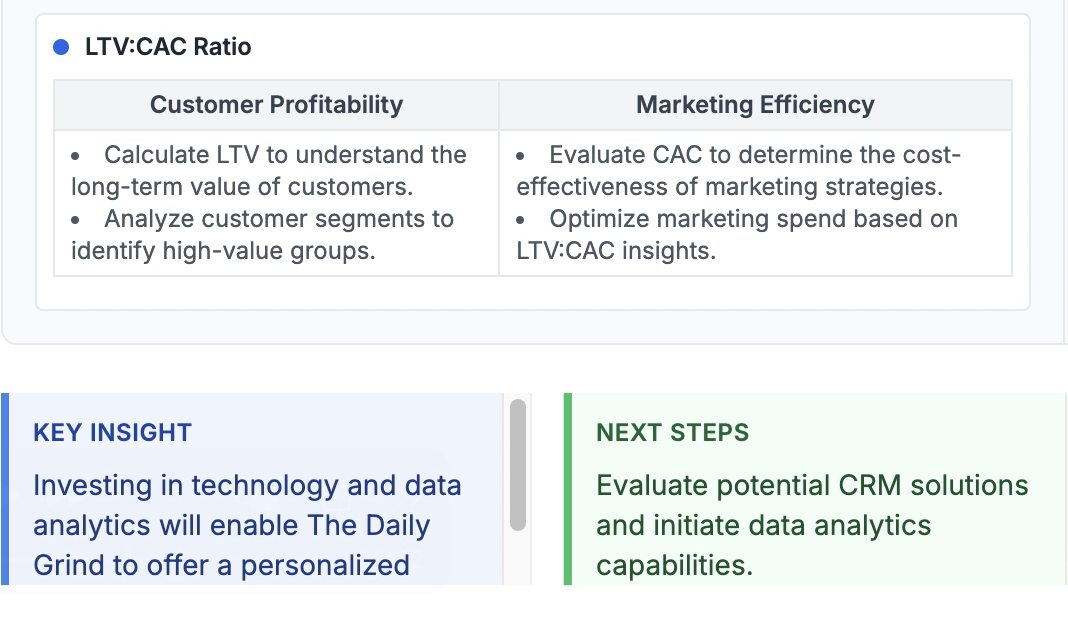 LTV:CAC Ratio
Customer Profitability
Marketing Efficiency
• Calculate LTV to understand the
long-term value of customers.
• Analyze customer segments to
identify high-value groups.
• Evaluate CAC to determine the cost-
effectiveness of marketing strategies.
• Optimize marketing spend based on
LTV:CAC insights.
KEY INSIGHT
Investing in technology and data
analytics will enable The Daily
Grind to offer a personalized
NEXT STEPS
Evaluate potential CRM solutions
and initiate data analytics
capabilities.